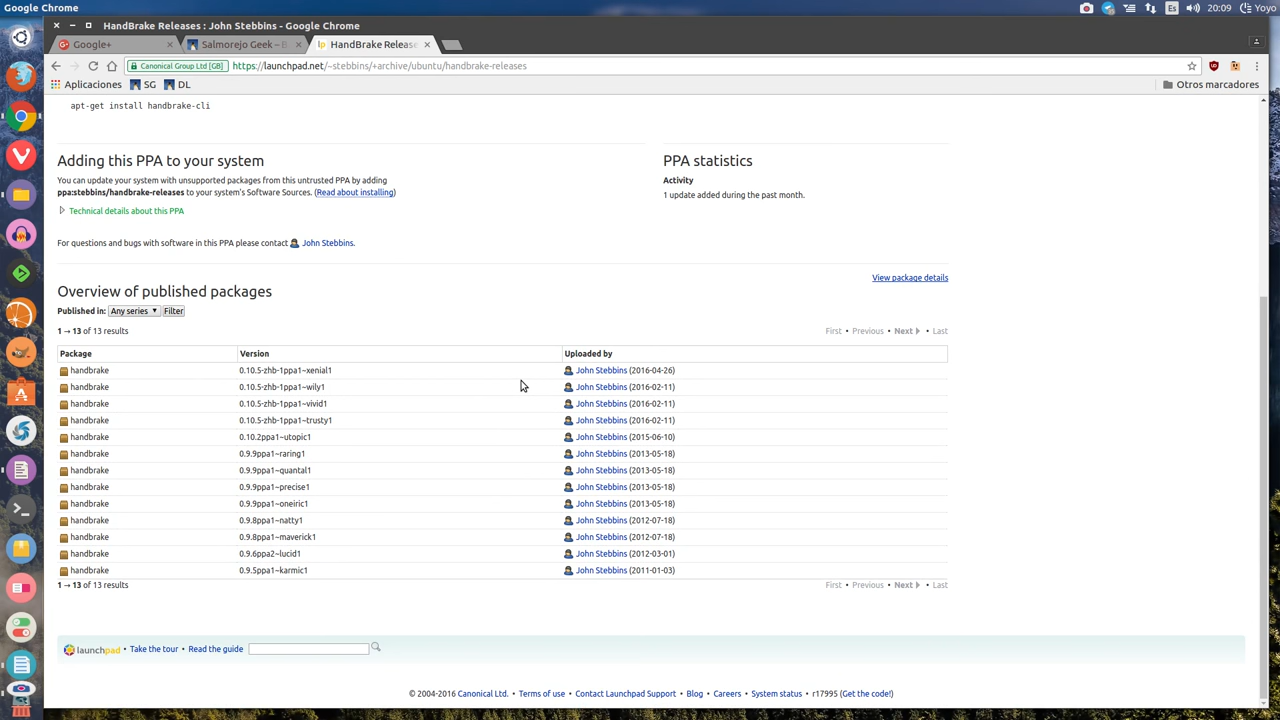 Google Chrome Es 20:09 Yoyo
HandBrake Releases : John Stebbins - Google Chrome
Google+ Salmorejo Geek – HandBrake Release
Canonical Group Ltd [GB] https://launchpad.net/~stebbins/+archive/ubuntu/handbrake-releases
Aplicaciones SG DL Otros marcadores
apt-get install handbrake-cli
Adding this PPA to your system
You can update your system with unsupported packages from this untrusted PPA by adding
ppa:stebbins/handbrake-releases to your system's Software Sources. (Read about installing)
Technical details about this PPA
For questions and bugs with software in this PPA please contact John Stebbins.
PPA statistics
Activity
1 update added during the past month.
View package details
Overview of published packages
Published in: Any series Filter
1 → 13 of 13 results First • Previous • Next • Last
Package Version Uploaded by
handbrake 0.10.5-zhb-1ppa1~xenial1 John Stebbins (2016-04-26)
handbrake 0.10.5-zhb-1ppa1~wily1 John Stebbins (2016-02-11)
handbrake 0.10.5-zhb-1ppa1~vivid1 John Stebbins (2016-02-11)
handbrake 0.10.5-zhb-1ppa1~trusty1 John Stebbins (2016-02-11)
handbrake 0.10.2ppa1~utopic1 John Stebbins (2015-06-10)
handbrake 0.9.9ppa1~raring1 John Stebbins (2013-05-18)
handbrake 0.9.9ppa1~quantal1 John Stebbins (2013-05-18)
handbrake 0.9.9ppa1~precise1 John Stebbins (2013-05-18)
handbrake 0.9.9ppa1~oneiric1 John Stebbins (2013-05-18)
handbrake 0.9.8ppa1~natty1 John Stebbins (2012-07-18)
handbrake 0.9.8ppa1~maverick1 John Stebbins (2012-07-18)
handbrake 0.9.6ppa2~lucid1 John Stebbins (2012-03-01)
handbrake 0.9.5ppa1~karmic1 John Stebbins (2011-01-03)
1 → 13 of 13 results First • Previous • Next • Last
launchpad • Take the tour • Read the guide
© 2004-2016 Canonical Ltd. • Terms of use • Contact Launchpad Support • Blog • Careers • System status • r17995 (Get the code!)